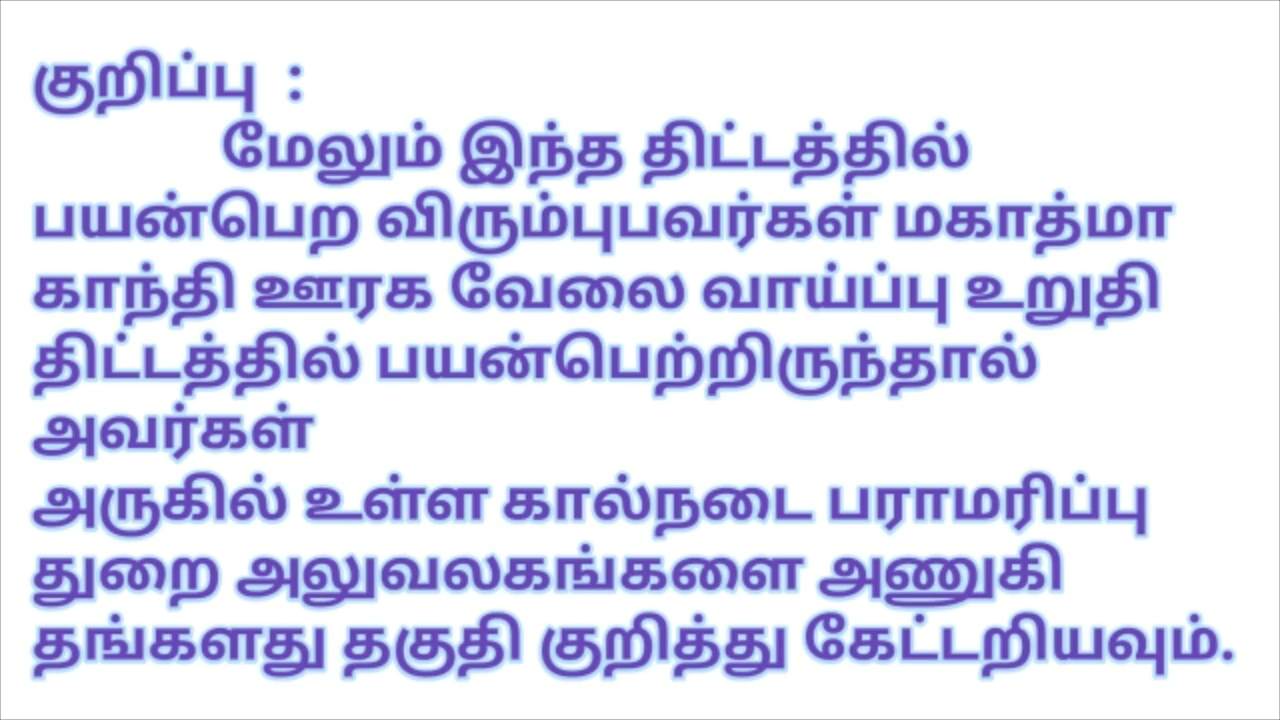 குறிப்பு :
மேலும் இந்த திட்டத்தில்
பயன்பெற விரும்புபவர்கள் மகாத்மா
காந்தி ஊரக வேலை வாய்ப்பு உறுதி
திட்டத்தில் பயன்பெற்றிருந்தால்
அவர்கள்
அருகில் உள்ள கால்நடை பராமரிப்பு
துறை அலுவலகங்களை அணுகி
தங்களது தகுதி குறித்து கேட்டறியவும்.